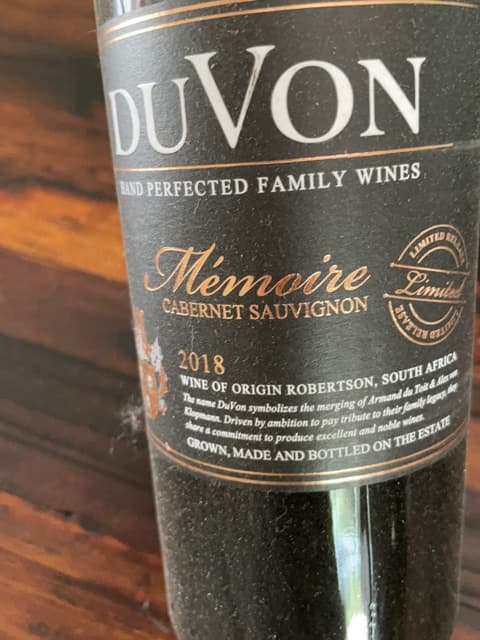 DUVON
HAND PERFECTED FAMILY WINES
Mémoire
CABERNET SAUVIGNON
LIMITED RELEASE
Limited
LIMITED RELEASE
2018
WINE OF ORIGIN ROBERTSON, SOUTH AFRICA
The name DuVon symbolizes the merging of Armand du Toit & Alex von
Klopmann. Driven by ambition to pay tribute to their family legacy, they
share a commitment to produce excellent and noble wines.
GROWN, MADE AND BOTTLED ON THE ESTATE